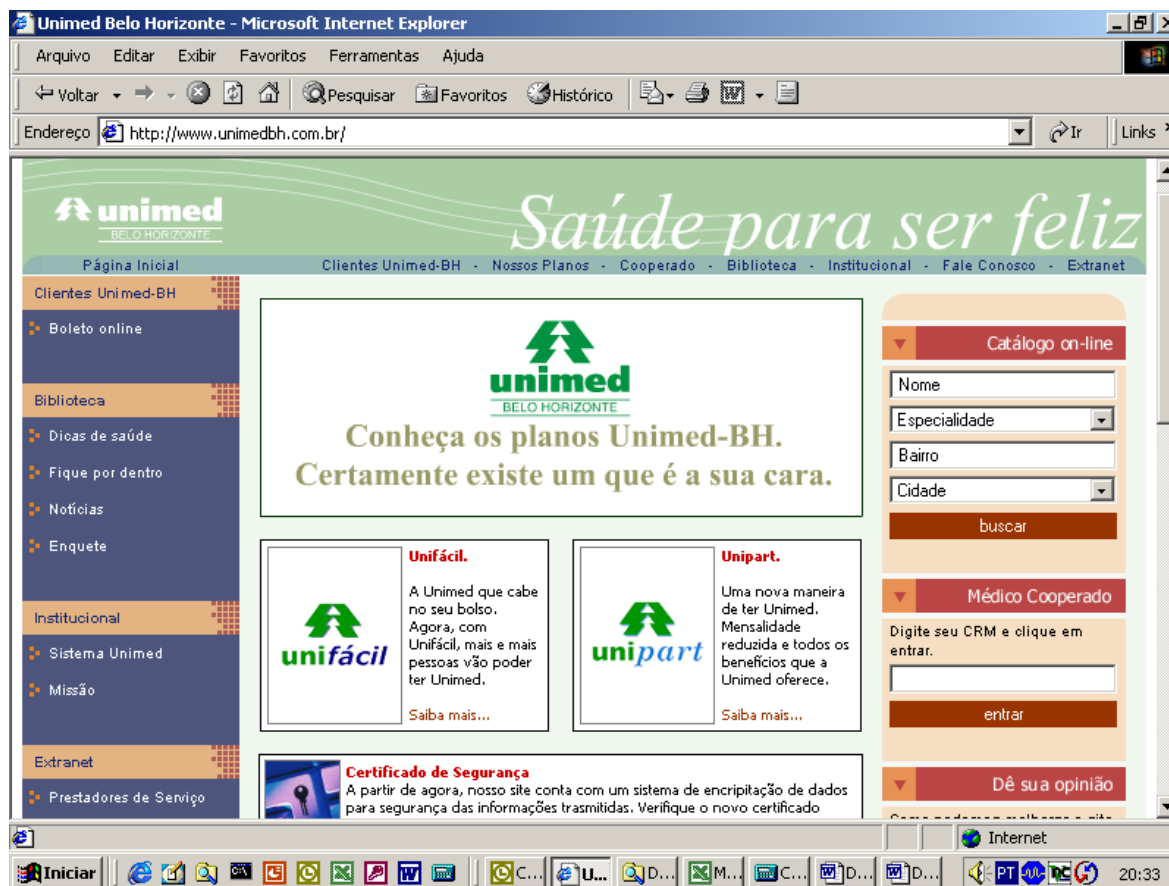 Unimed Belo Horizonte - Microsoft Internet Explorer
Arquivo Editar Exibir Favoritos Ferramentas Ajuda
Voltar Pesquisar Favoritos Histórico
Endereço http://www.unimedbh.com.br/ Ir Links
unimed
BELO HORIZONTE
Saúde para ser feliz
Página Inicial Clientes Unimed-BH - Nossos Planos - Cooperado - Biblioteca - Institucional - Fale Conosco - Extranet
Clientes Unimed-BH
Boleto online
Biblioteca
Dicas de saúde
Fique por dentro
Notícias
Enquete
Institucional
Sistema Unimed
Missão
Extranet
Prestadores de Serviço
unimed
BELO HORIZONTE
Conheça os planos Unimed-BH.
Certamente existe um que é a sua cara.
unifácil
Unifácil.
A Unimed que cabe
no seu bolso.
Agora, com
Unifácil, mais e mais
pessoas vão poder
ter Unimed.
Saiba mais...
unipart
Unipart.
Uma nova maneira
de ter Unimed.
Mensalidade
reduzida e todos os
benefícios que a
Unimed oferece.
Saiba mais...
Certificado de Segurança
A partir de agora, nosso site conta com um sistema de encripitação de dados
para segurança das informações trasmitidas. Verifique o novo certificado
Catálogo on-line
Nome
Especialidade
Bairro
Cidade
buscar
Médico Cooperado
Digite seu CRM e clique em
entrar.
entrar
Dê sua opinião
Internet
Iniciar C... U... D... M... C... D... D... PT 20:33